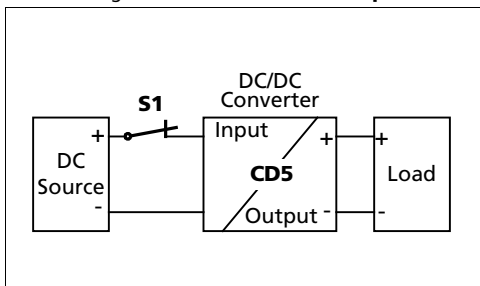 DC/DC
Converter
S1
Input
+
+
+
DC
Source
CD5
Load
-
Output
-
-